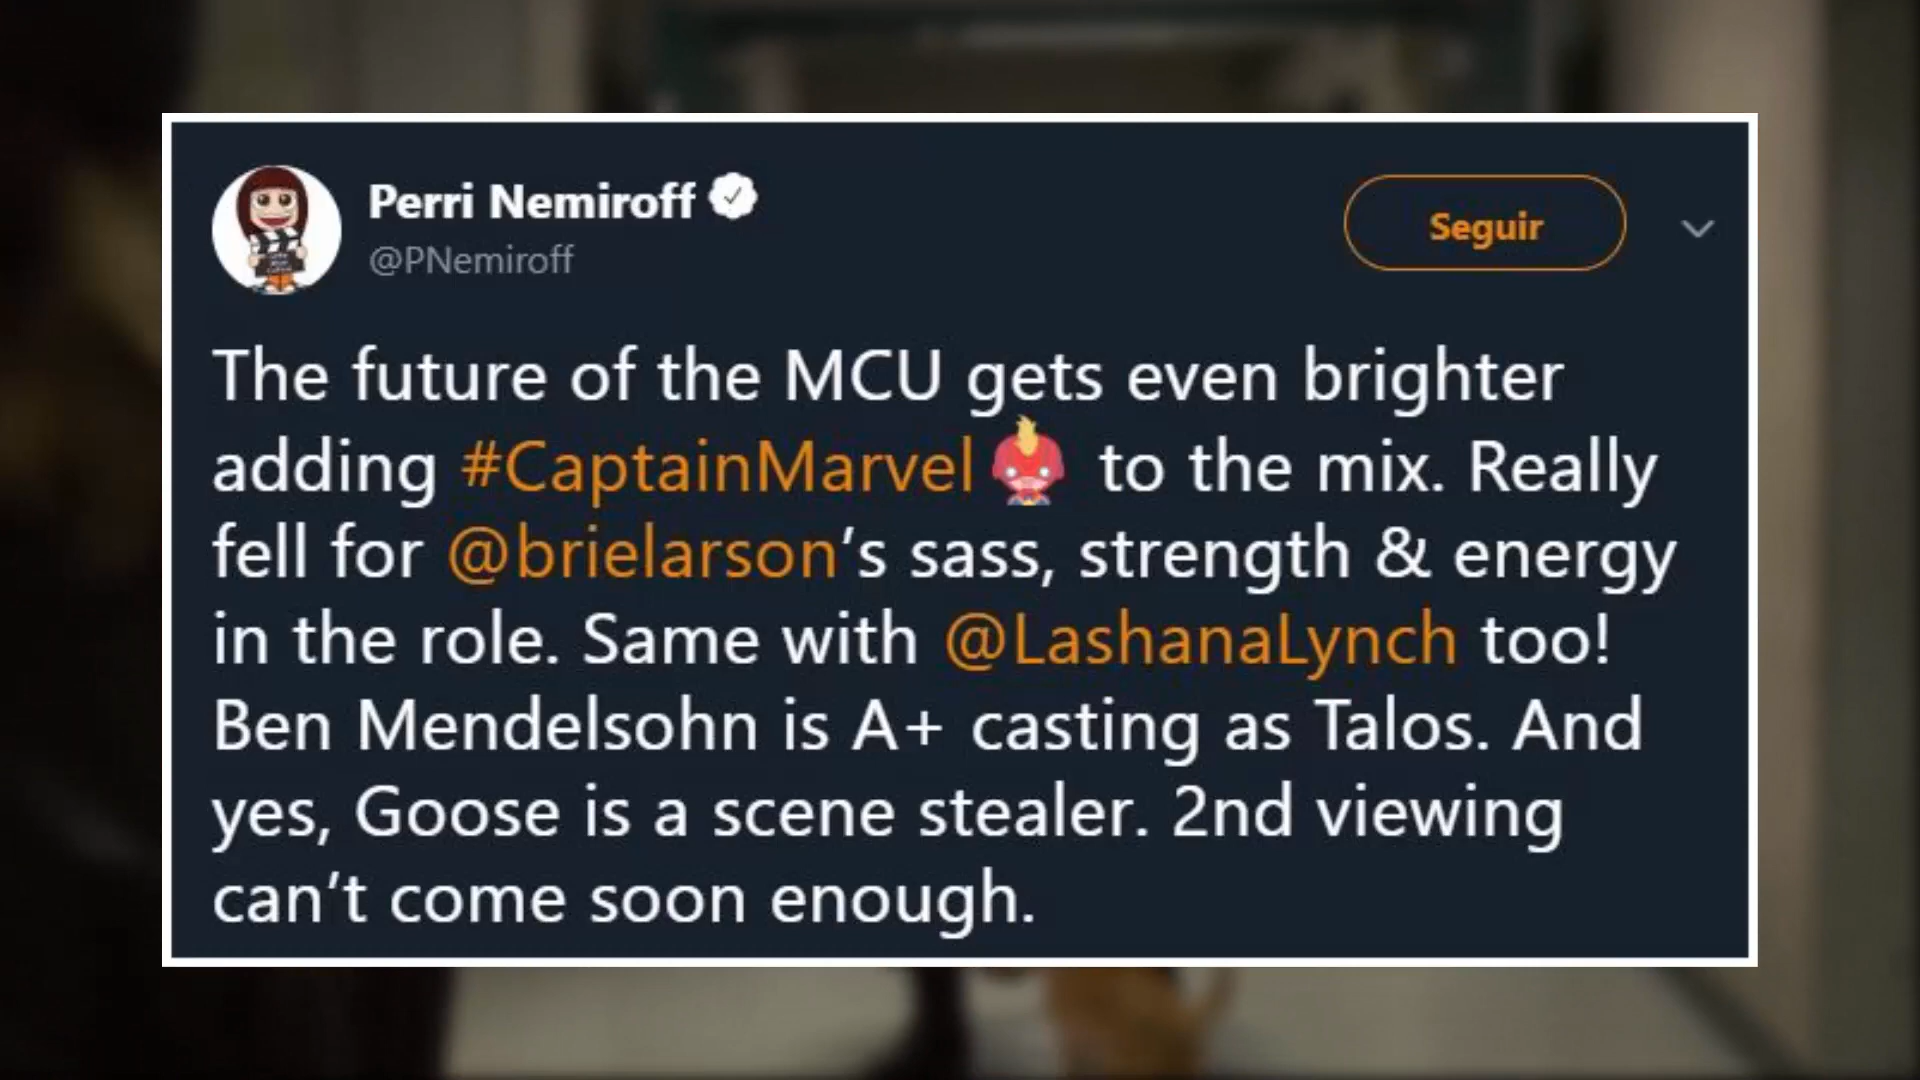 Perri Nemiroff
@PNemiroff
Seguir
The future of the MCU gets even brighter
adding #CaptainMarvel to the mix. Really
fell for @brielarson’s sass, strength & energy
in the role. Same with @LashanaLynch too!
Ben Mendelsohn is A+ casting as Talos. And
yes, Goose is a scene stealer. 2nd viewing
can’t come soon enough.